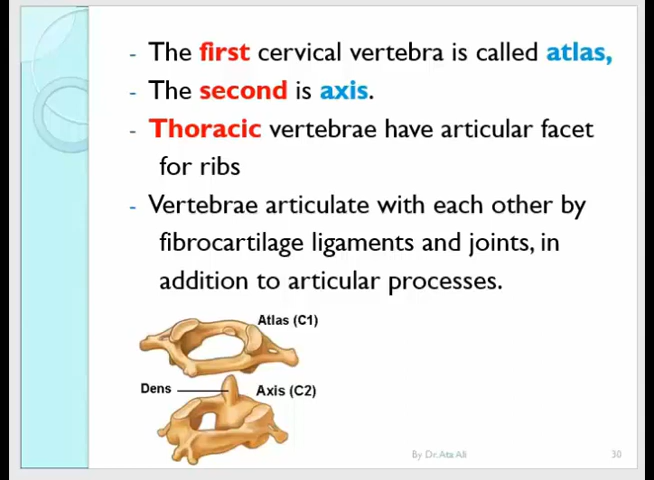 - The first cervical vertebra is called atlas,
- The second is axis.
- Thoracic vertebrae have articular facet
for ribs
- Vertebrae articulate with each other by
fibrocartilage ligaments and joints, in
addition to articular processes.
Atlas (C1)
Dens
Axis (C2)
By Dr.Ata Ali
30